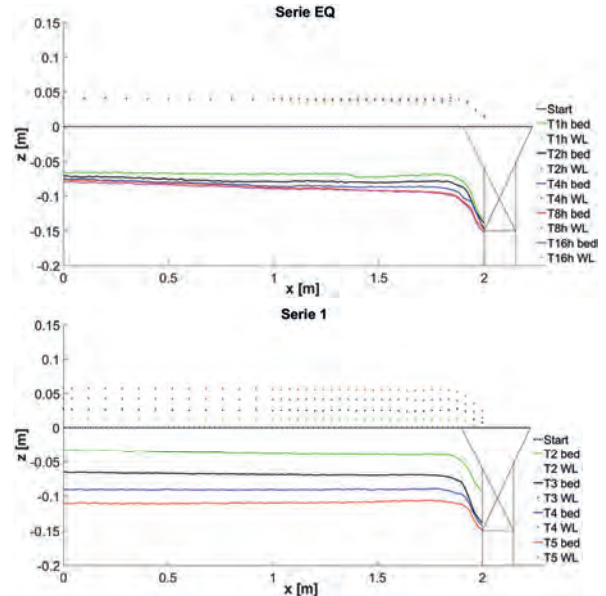 Serie EQ
0.15
0.1
0.05
0
-0.05
-0.1
-0.15
-0.2
z [m]
0 0.5 1 1.5 2
x [m]
Start
T1h bed
T1h WL
T2h bed
T2h WL
T4h bed
T4h WL
T8h bed
T8h WL
T16h bed
T16h WL
Serie 1
0.15
0.1
0.05
0
-0.05
-0.1
-0.15
-0.2
z [m]
0 0.5 1 1.5 2
x [m]
Start
T2 bed
T2 WL
T3 bed
T3 WL
T4 bed
T4 WL
T5 bed
T5 WL